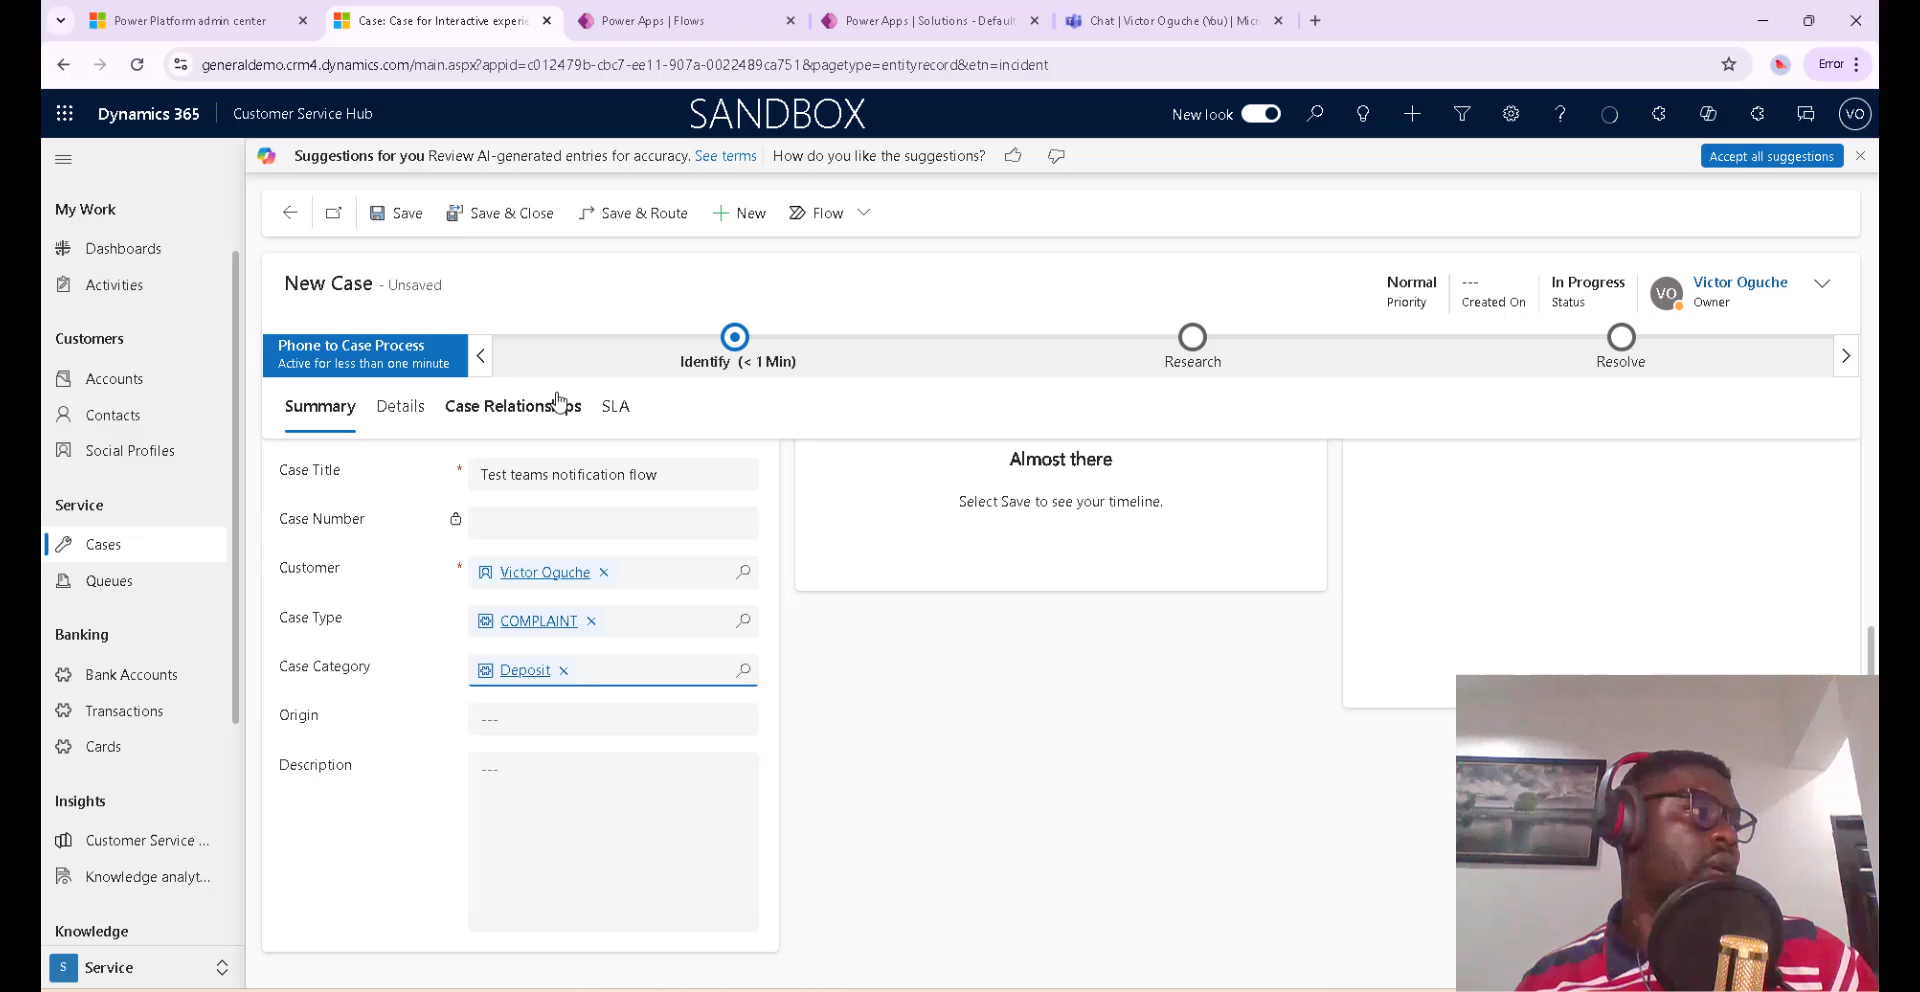 Power Platform admin center
Case: Case for Interactive experie
Power Apps | Flows
Power Apps | Solutions - Default
Chat | Victor Oguche (You) | Micr
generaldemo.crm4.dynamics.com/main.aspx?appid=c012479b-cbc7-ee11-907a-0022489ca751&pagetype=entityrecord&etn=incident
Error
Dynamics 365
Customer Service Hub
SANDBOX
New look
VO
Suggestions for you Review AI-generated entries for accuracy. See terms
How do you like the suggestions?
Accept all suggestions
My Work
Dashboards
Activities
Customers
Accounts
Contacts
Social Profiles
Service
Cases
Queues
Banking
Bank Accounts
Transactions
Cards
Insights
Customer Service ...
Knowledge analyt...
Knowledge
S Service
Save
Save & Close
Save & Route
New
Flow
New Case - Unsaved
Normal
Priority
---
Created On
In Progress
Status
VO
Victor Oguche
Owner
Phone to Case Process
Active for less than one minute
Identify (< 1 Min)
Research
Resolve
Summary
Details
Case Relationships
SLA
Case Title * Test teams notification flow
Case Number
Customer * Victor Oguche
Case Type COMPLAINT
Case Category Deposit
Origin ---
Description ---
Almost there
Select Save to see your timeline.